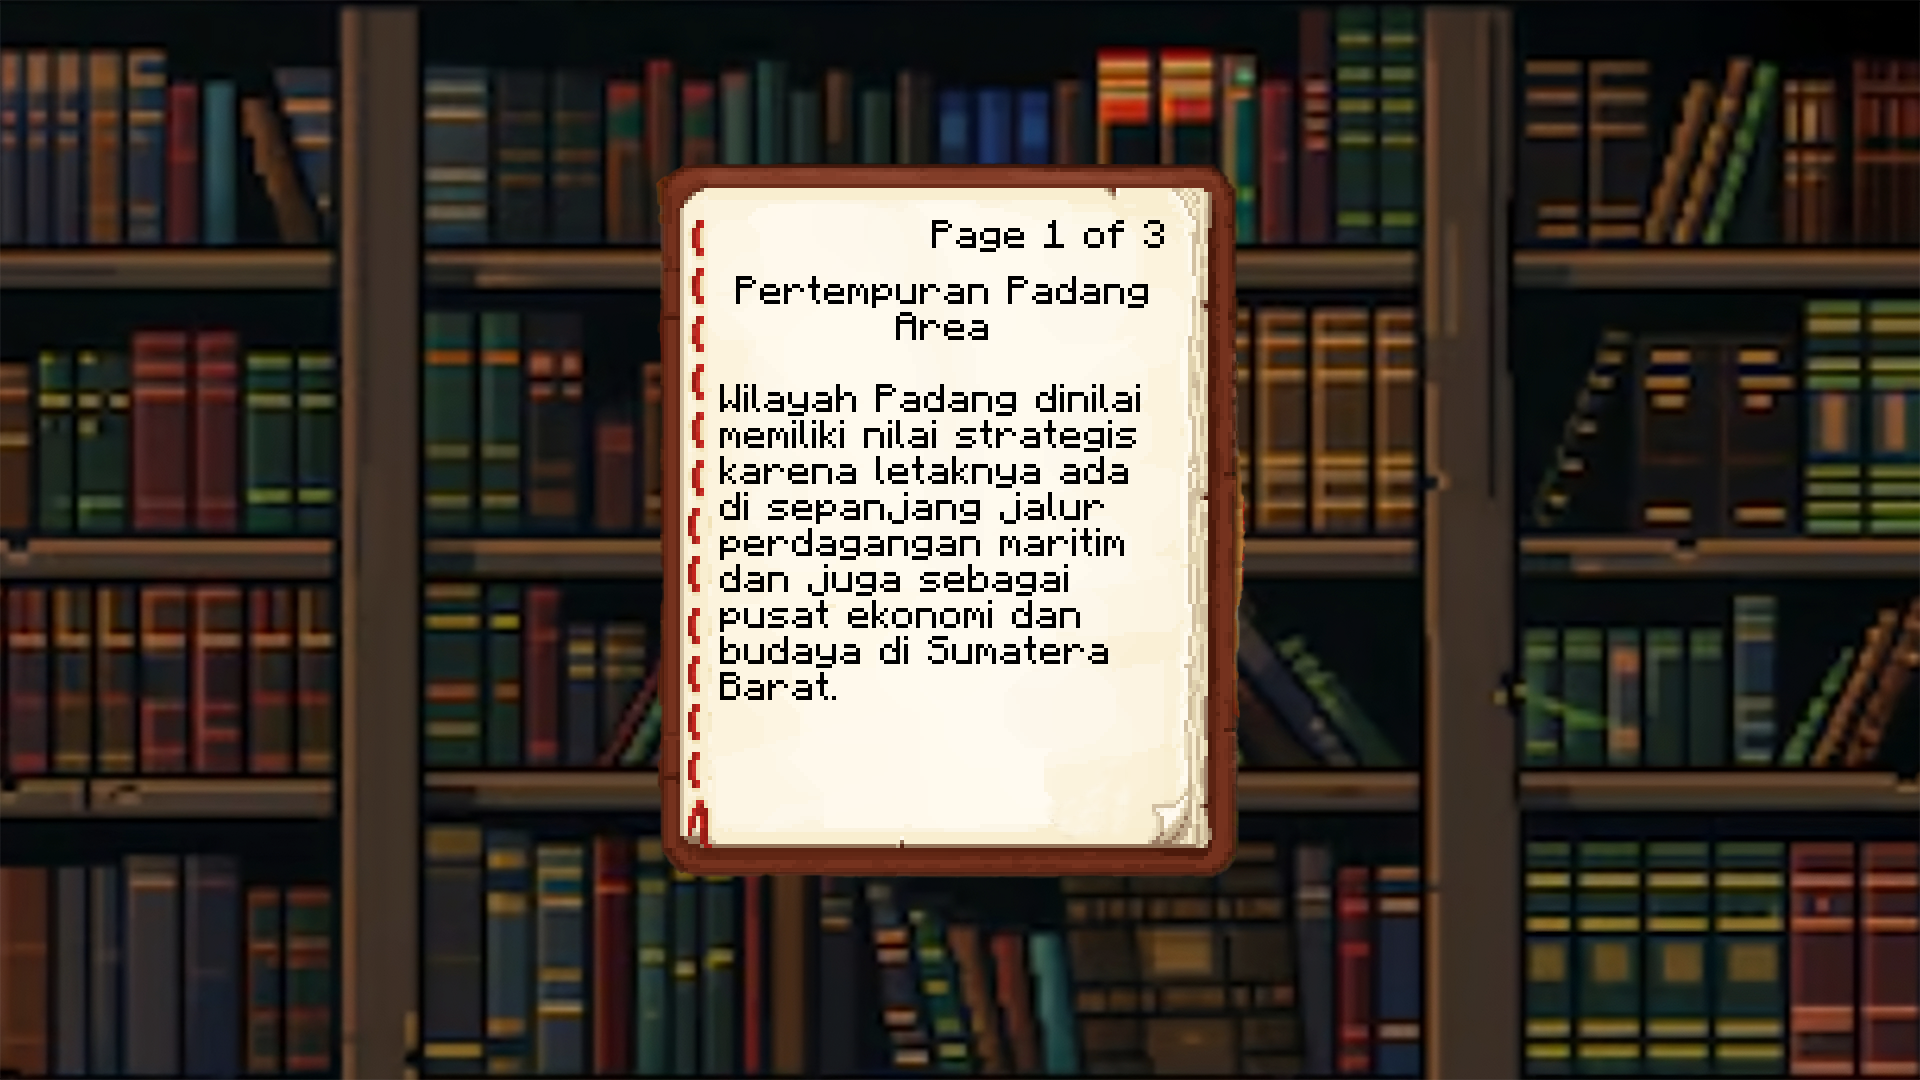 Page 1 of 3
Pertempuran Padang
Area
Wilayah Padang dinilai
memiliki nilai strategis
karena letaknya ada
di sepanjang jalur
perdagangan maritim
dan juga sebagai
pusat ekonomi dan
budaya di Sumatera
Barat.